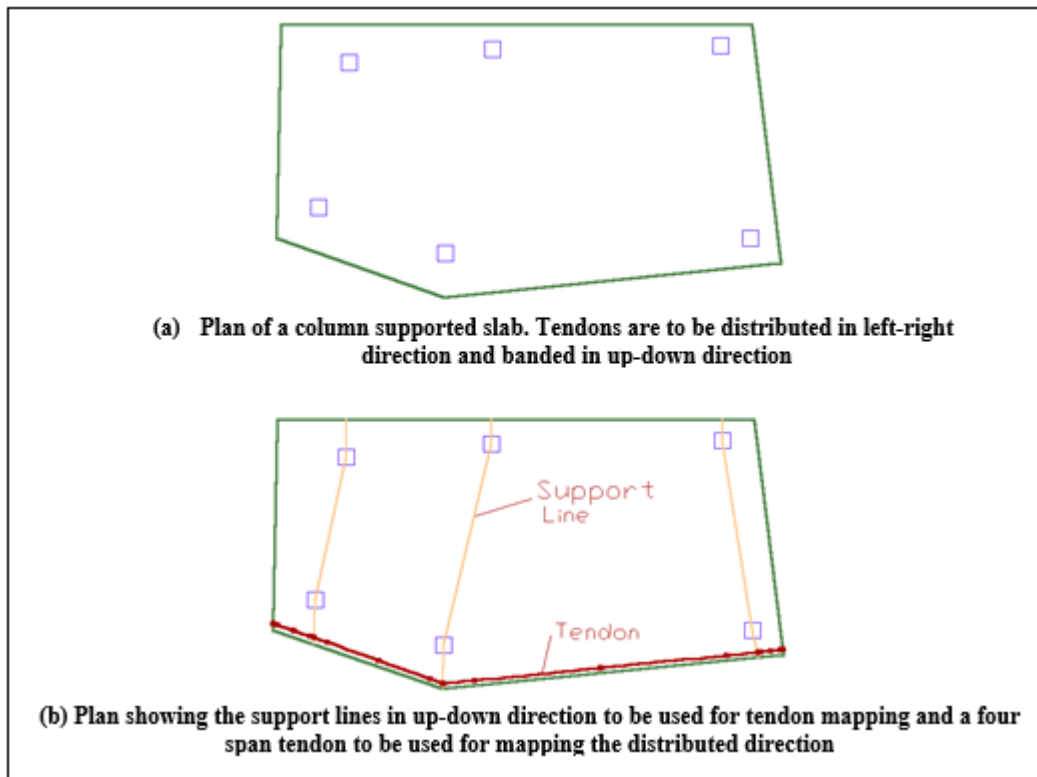 (a) Plan of a column supported slab. Tendons are to be distributed in left-right
direction and banded in up-down direction
Support
Line
Tendon
(b) Plan showing the support lines in up-down direction to be used for tendon mapping and a four
span tendon to be used for mapping the distributed direction